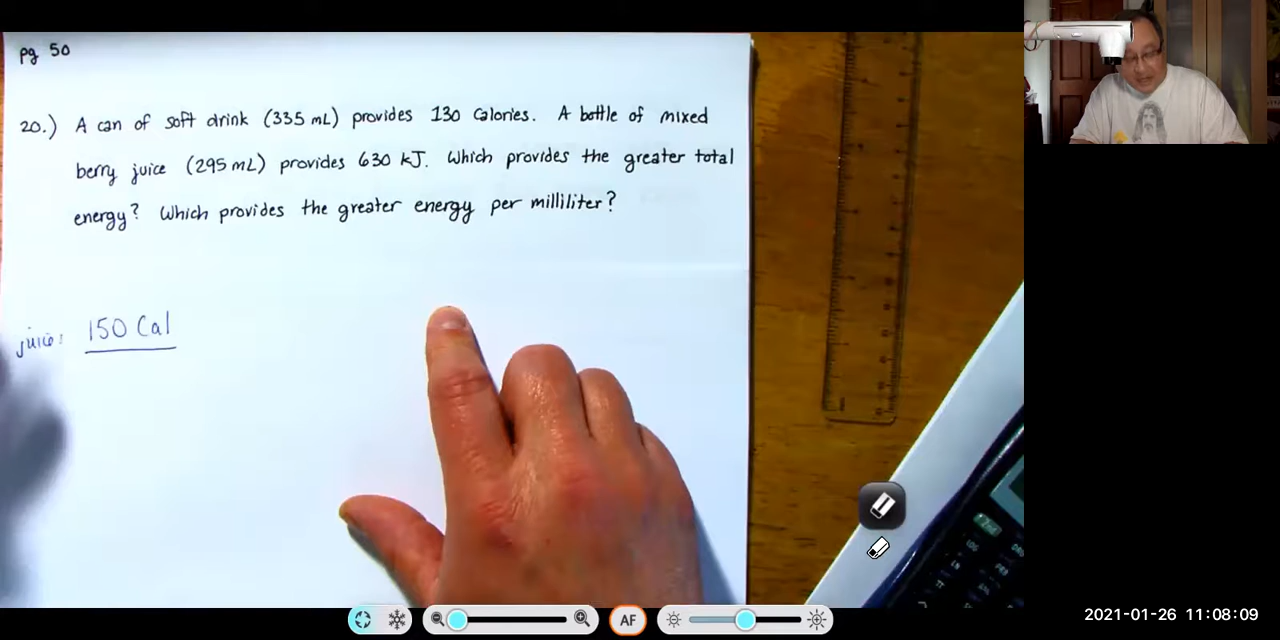 pg 50
20.) A can of soft drink (335 mL) provides 130 Calories. A bottle of mixed
berry juice (295 mL) provides 630 kJ. Which provides the greater total
energy? Which provides the greater energy per milliliter?
juice: 150 Cal
AF
2021-01-26 11:08:09